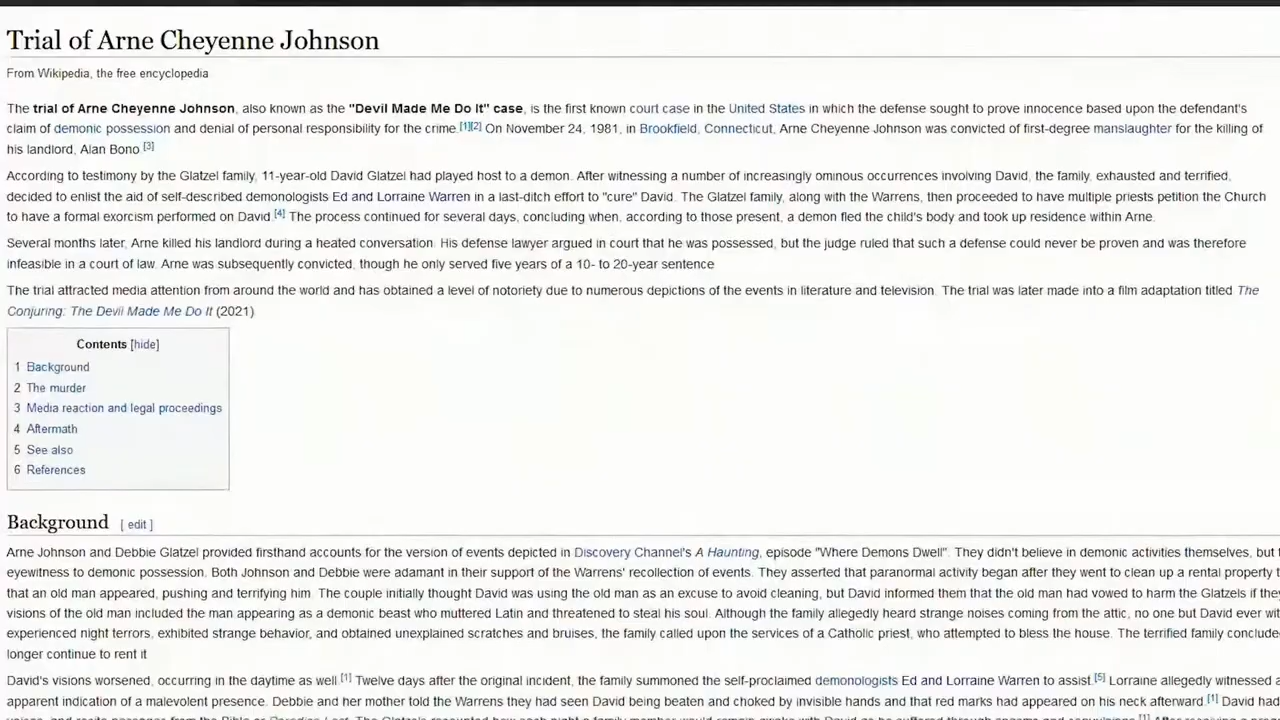 Trial of Arne Cheyenne Johnson
From Wikipedia, the free encyclopedia
The trial of Arne Cheyenne Johnson, also known as the "Devil Made Me Do It" case, is the first known court case in the United States in which the defense sought to prove innocence based upon the defendant's
claim of demonic possession and denial of personal responsibility for the crime.[1][2] On November 24, 1981, in Brookfield, Connecticut, Arne Cheyenne Johnson was convicted of first-degree manslaughter for the killing of
his landlord, Alan Bono [3]
According to testimony by the Glatzel family, 11-year-old David Glatzel had played host to a demon. After witnessing a number of increasingly ominous occurrences involving David, the family, exhausted and terrified,
decided to enlist the aid of self-described demonologists Ed and Lorraine Warren in a last-ditch effort to "cure" David. The Glatzel family, along with the Warrens, then proceeded to have multiple priests petition the Church
to have a formal exorcism performed on David.[4] The process continued for several days, concluding when, according to those present, a demon fled the child's body and took up residence within Arne.
Several months later, Arne killed his landlord during a heated conversation. His defense lawyer argued in court that he was possessed, but the judge ruled that such a defense could never be proven and was therefore
infeasible in a court of law. Arne was subsequently convicted, though he only served five years of a 10- to 20-year sentence
The trial attracted media attention from around the world and has obtained a level of notoriety due to numerous depictions of the events in literature and television. The trial was later made into a film adaptation titled The
Conjuring: The Devil Made Me Do It (2021)
Contents [hide]
1 Background
2 The murder
3 Media reaction and legal proceedings
4 Aftermath
5 See also
6 References
Background [ edit ]
Arne Johnson and Debbie Glatzel provided firsthand accounts for the version of events depicted in Discovery Channel's A Haunting, episode "Where Demons Dwell". They didn't believe in demonic activities themselves, but
eyewitness to demonic possession. Both Johnson and Debbie were adamant in their support of the Warrens' recollection of events. They asserted that paranormal activity began after they went to clean up a rental property
that an old man appeared, pushing and terrifying him. The couple initially thought David was using the old man as an excuse to avoid cleaning, but David informed them that the old man had vowed to harm the Glatzels if
visions of the old man included the man appearing as a demonic beast who muttered Latin and threatened to steal his soul. Although the family allegedly heard strange noises coming from the attic, no one but David ever
experienced night terrors, exhibited strange behavior, and obtained unexplained scratches and bruises, the family called upon the services of a Catholic priest, who attempted to bless the house. The terrified family
longer continue to rent it
David's visions worsened, occurring in the daytime as well.[1] Twelve days after the original incident, the family summoned the self-proclaimed demonologists Ed and Lorraine Warren to assist.[5] Lorraine allegedly witnessed
apparent indication of a malevolent presence. Debbie and her mother told the Warrens they had seen David being beaten and choked by invisible hands and that red marks had appeared on his neck afterward.[1] David had